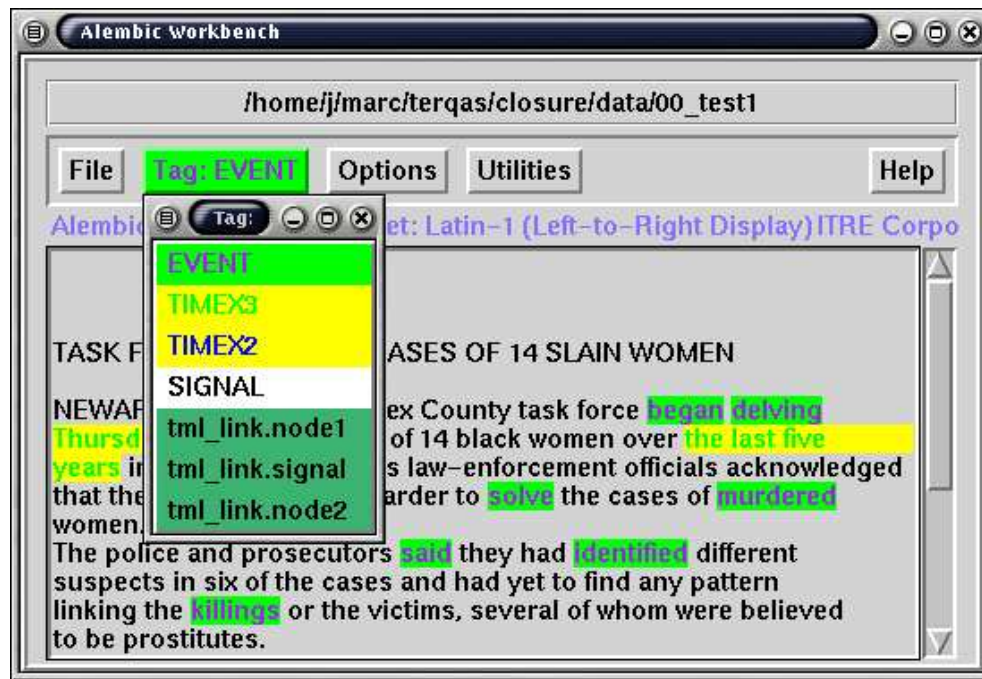 Alembic Workbench
/home/j/marc/terqas/closure/data/00_test1
File Tag: EVENT Options Utilities Help
Alembic et: Latin-1 (Left-to-Right Display) ITRE Corpo
Tag:
EVENT
TIMEX3
TIMEX2
SIGNAL
tml_link.node1
tml_link.signal
tml_link.node2
TASK F ASES OF 14 SLAIN WOMEN
NEWAR ex County task force began delving
Thursd of 14 black women over the last five
years in s law-enforcement officials acknowledged
that the arder to solve the cases of murdered
women.
The police and prosecutors said they had identified different
suspects in six of the cases and had yet to find any pattern
linking the killings or the victims, several of whom were believed
to be prostitutes.